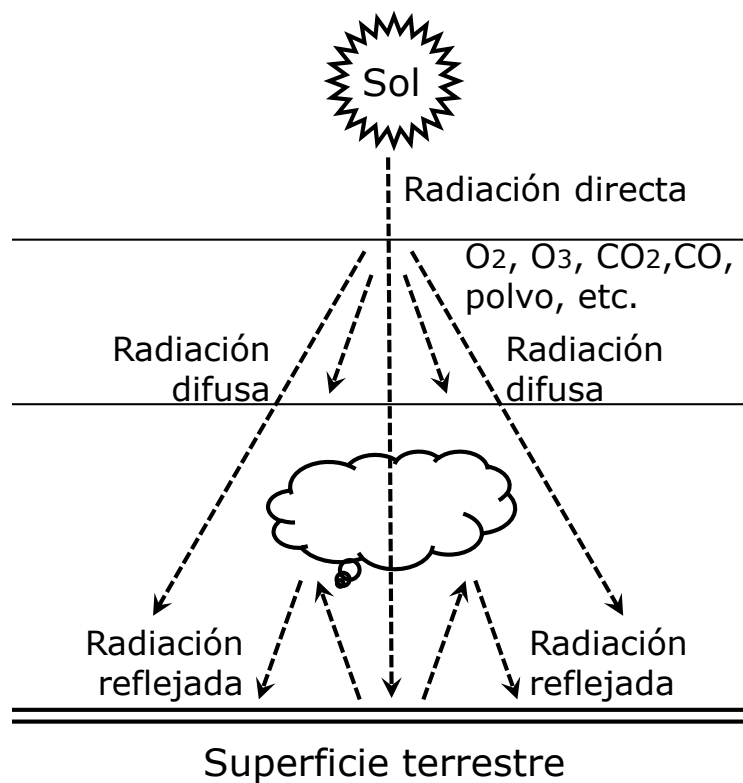 Sol
Radiación directa
O2, O3, CO2,CO,
polvo, etc.
Radiación
difusa
Radiación
difusa
Radiación
reflejada
Radiación
reflejada
Superficie terrestre